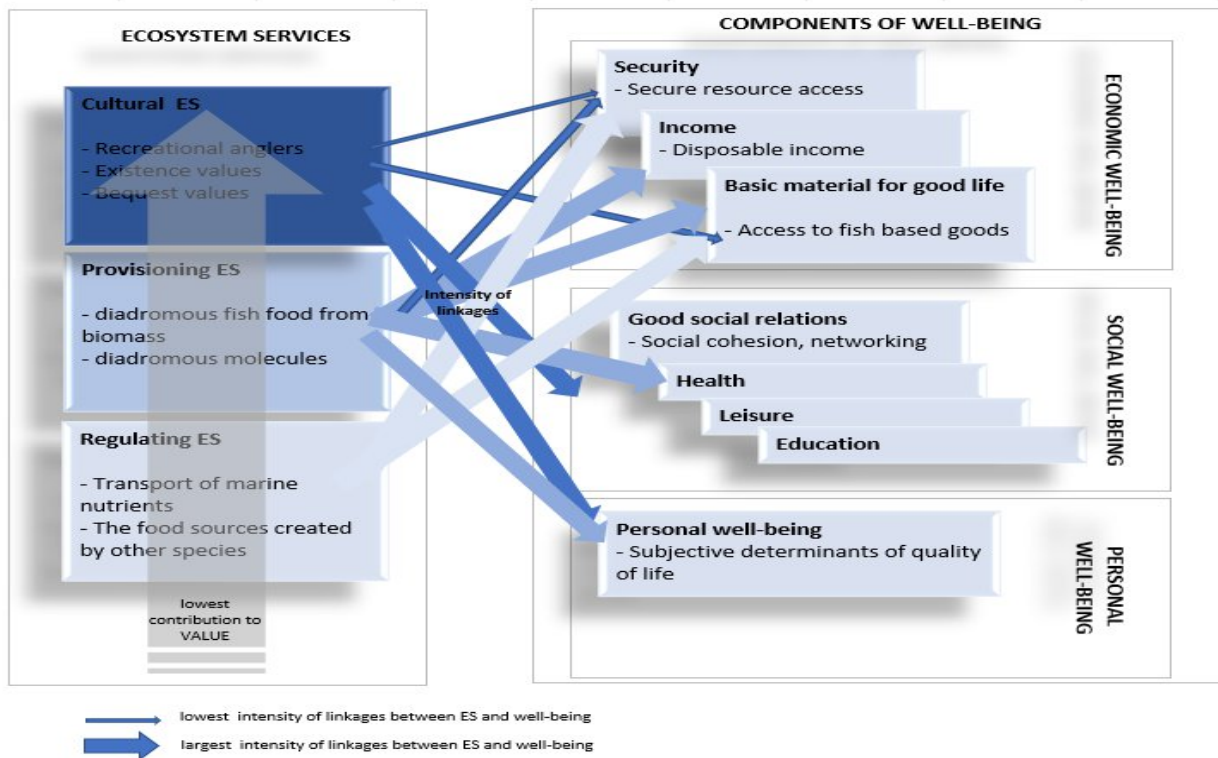 ECOSYSTEM SERVICES
Cultural ES
- Recreational anglers
- Existence values
- Bequest values
Provisioning ES
- diadromous fish food from
biomass
- diadromous molecules
Regulating ES
- Transport of marine
nutrients
- The food sources created
by other species
lowest
contribution to
VALUE
Intensity of
linkages
COMPONENTS OF WELL-BEING
Security
- Secure resource access
Income
- Disposable income
Basic material for good life
- Access to fish based goods
ECONOMIC WELL-BEING
Good social relations
- Social cohesion, networking
Health
Leisure
Education
SOCIAL WELL-BEING
Personal well-being
- Subjective determinants of quality
of life
PERSONAL
WELL-BEING
lowest intensity of linkages between ES and well-being
largest intensity of linkages between ES and well-being